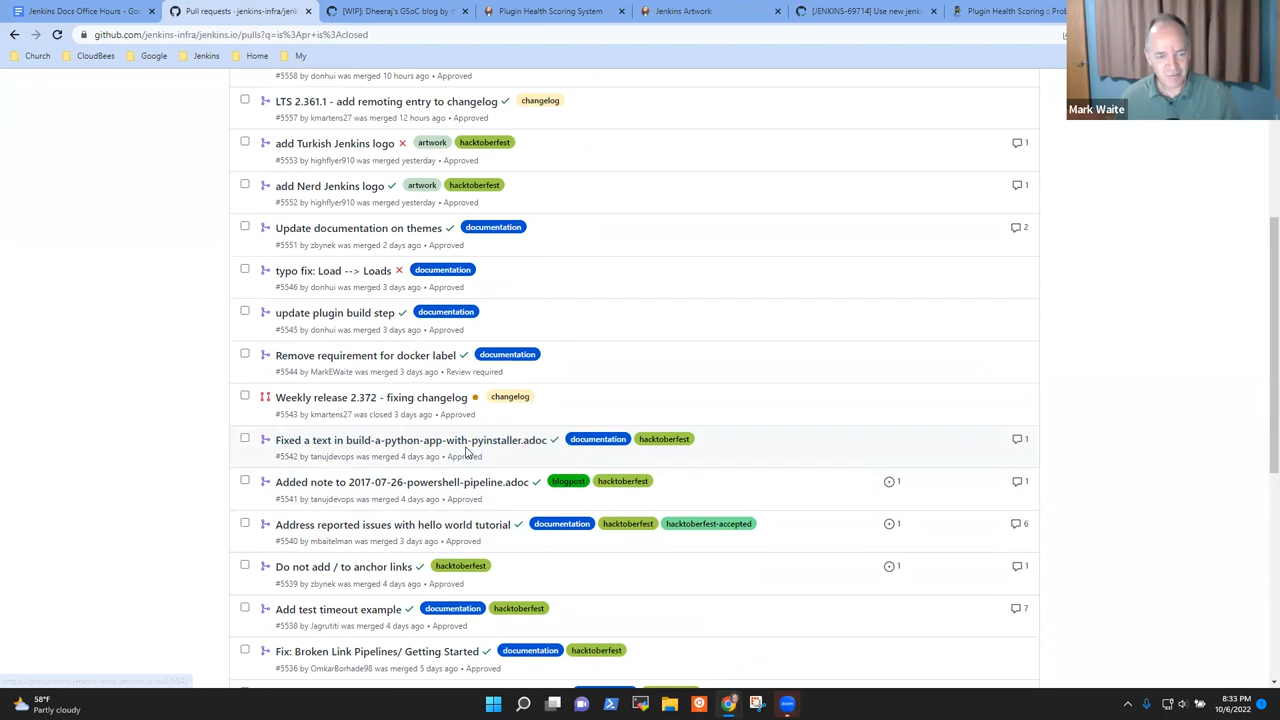 Jenkins Docs Office Hours - Goo
Pull requests · jenkins-infra/jenki
[WIP]: Dheeraj's GSoC blog by d
Plugin Health Scoring System
Jenkins Artwork
[JENKINS-69714] Use new jenkin
Plugin Health Scoring :: Prob
github.com/jenkins-infra/jenkins.io/pulls?q=is%3Apr+is%3Aclosed
Church
CloudBees
Google
Jenkins
Home
My
Mark Waite
#5558 by donhui was merged 10 hours ago • Approved
LTS 2.361.1 - add remoting entry to changelog changelog
#5557 by kmartens27 was merged 12 hours ago • Approved
add Turkish Jenkins logo artwork hacktoberfest 1
#5553 by highflyer910 was merged yesterday • Approved
add Nerd Jenkins logo artwork hacktoberfest 1
#5552 by highflyer910 was merged yesterday • Approved
Update documentation on themes documentation 2
#5551 by zbynek was merged 2 days ago • Approved
typo fix: Load --> Loads documentation
#5546 by donhui was merged 3 days ago • Approved
update plugin build step documentation
#5545 by donhui was merged 3 days ago • Approved
Remove requirement for docker label documentation
#5544 by MarkEWaite was merged 3 days ago • Review required
Weekly release 2.372 - fixing changelog changelog
#5543 by kmartens27 was closed 3 days ago • Approved
Fixed a text in build-a-python-app-with-pyinstaller.adoc documentation hacktoberfest 1
#5542 by tanujdevops was merged 4 days ago • Approved
Added note to 2017-07-26-powershell-pipeline.adoc blogpost hacktoberfest 1 1
#5541 by tanujdevops was merged 4 days ago • Approved
Address reported issues with hello world tutorial documentation hacktoberfest hacktoberfest-accepted 1 6
#5540 by mbaitelman was merged 3 days ago • Approved
Do not add / to anchor links hacktoberfest 1 1
#5539 by zbynek was merged 4 days ago • Approved
Add test timeout example documentation hacktoberfest 7
#5538 by Jagrutiti was merged 4 days ago • Approved
Fix: Broken Link Pipelines/ Getting Started documentation hacktoberfest
#5536 by OmkarBorhade98 was merged 5 days ago • Approved
https://github.com/jenkins-infra/jenkins.io/pull/5542
58°F
Partly cloudy
8:33 PM
10/6/2022